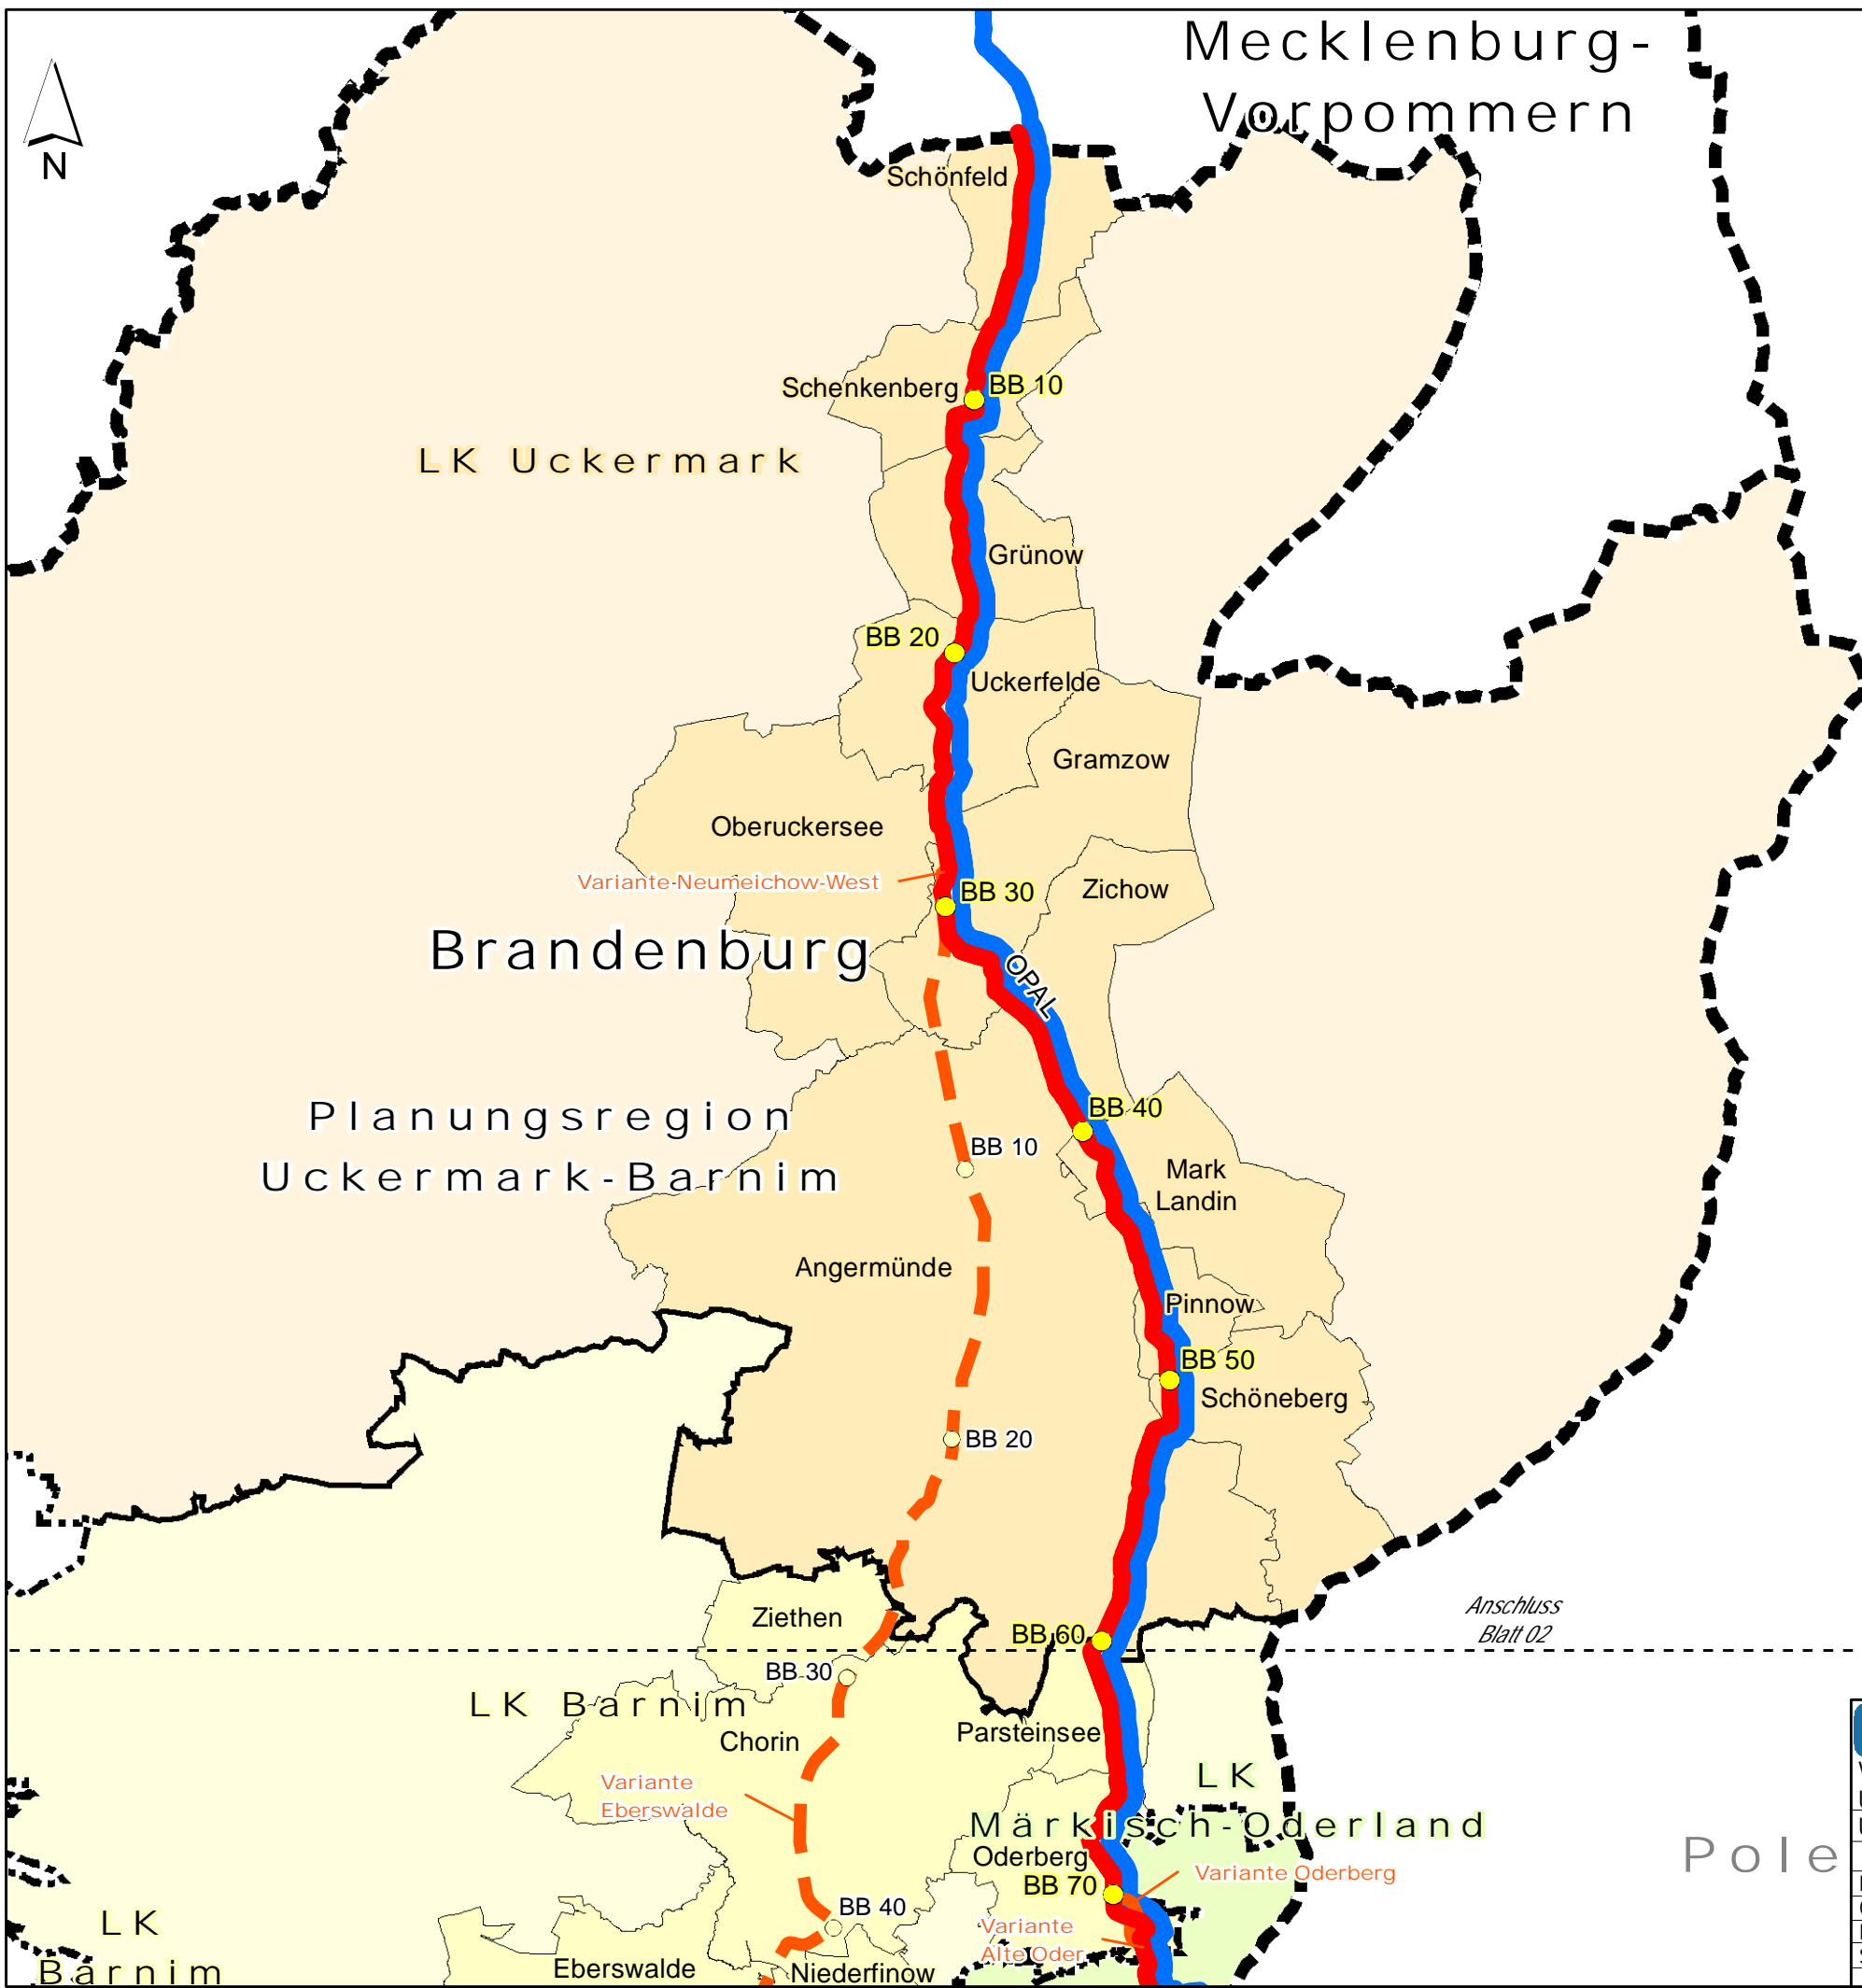 Mecklenburg-
Vorpommern
N
Schönfeld
Schenkenberg
BB 10
LK Uckermark
Grünow
BB 20
Uckerfelde
Gramzow
Oberuckersee
Variante-Neumeichow-West
BB 30
Zichow
Brandenburg
OPAL
Planungsregion
Uckermark-Barnim
BB 40
BB 10
Mark
Landin
Angermünde
Pinnow
BB 50
Schöneberg
BB 20
Anschluss
Blatt 02
Ziethen
BB 60
BB 30
LK Barnim
Chorin
Parsteinsee
LK
Märkisch-Oderland
Variante
Eberswalde
Oderberg
Pole
Variante Oderberg
BB 70
BB 40
LK
Barnim
Variante
Alte Oder
Eberswalde
Niederfinow